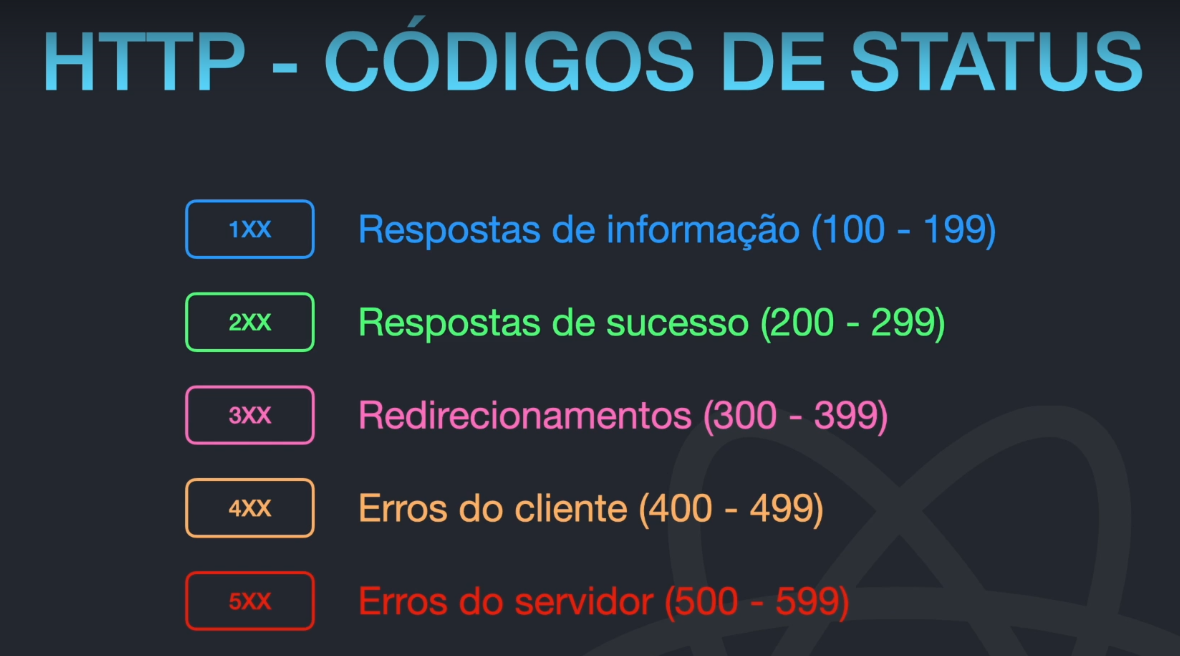 HTTP - CÓDIGOS DE STATUS
1XX Respostas de informação (100 - 199)
2XX Respostas de sucesso (200 - 299)
3XX Redirecionamentos (300 - 399)
4XX Erros do cliente (400 - 499)
5XX Erros do servidor (500 - 599)